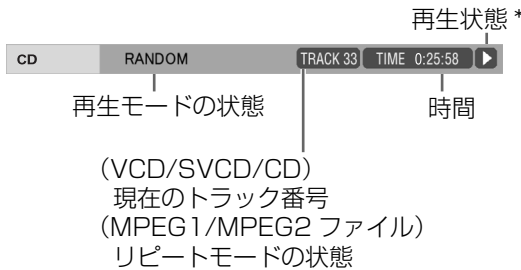 再生状態*
CD RANDOM TRACK 33 TIME 0:25:58
再生モードの状態 時間
(VCD/SVCD/CD)
現在のトラック番号
(MPEG1/MPEG2 ファイル)
リピートモードの状態